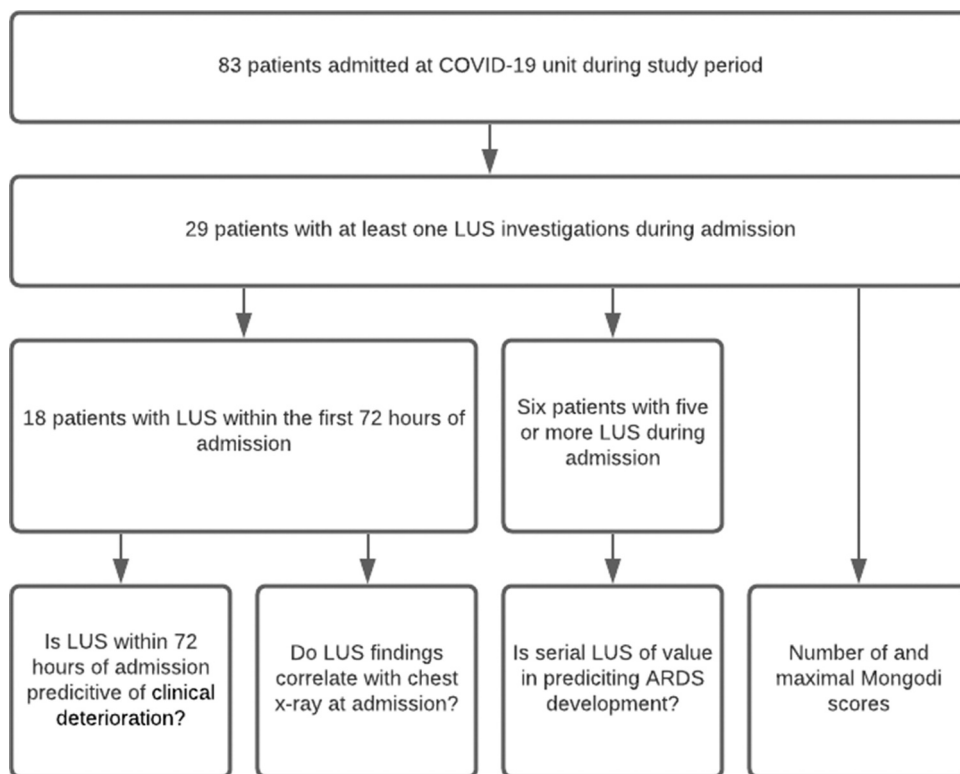 83 patients admitted at COVID-19 unit during study period
29 patients with at least one LUS investigations during admission
18 patients with LUS within the first 72 hours of
admission
Six patients with five
or more LUS during
admission
Is LUS within 72
hours of admission
predicitive of clinical
deterioration?
Do LUS findings
correlate with chest
x-ray at admission?
Is serial LUS of value
in prediciting ARDS
development?
Number of and
maximal Mongodi
scores